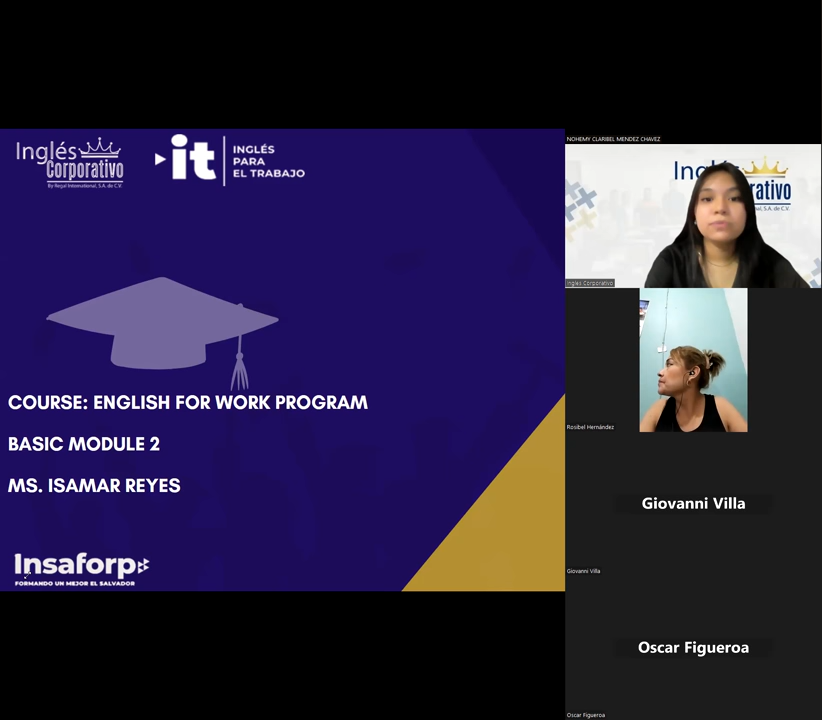 Inglés
Corporativo
By Regal International, S.A. de C.V.
it
INGLÉS
PARA
EL TRABAJO
COURSE: ENGLISH FOR WORK PROGRAM
BASIC MODULE 2
MS. ISAMAR REYES
Insaforp
FORMANDO UN MEJOR EL SALVADOR
NOHEMY CLARIBEL MENDEZ CHAVEZ
Inglés Corporativo
Rosibel Hernández
Giovanni Villa
Giovanni Villa
Oscar Figueroa
Oscar Figueroa